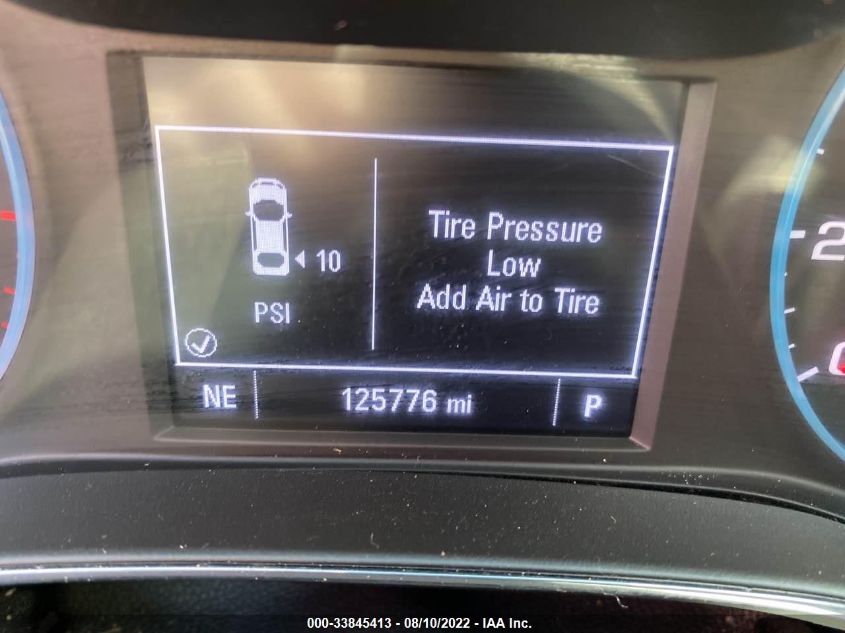 Tire Pressure
Low
Add Air to Tire
10
PSI
NE 125776 mi P
2
000-33845413 - 08/10/2022 - IAA Inc.